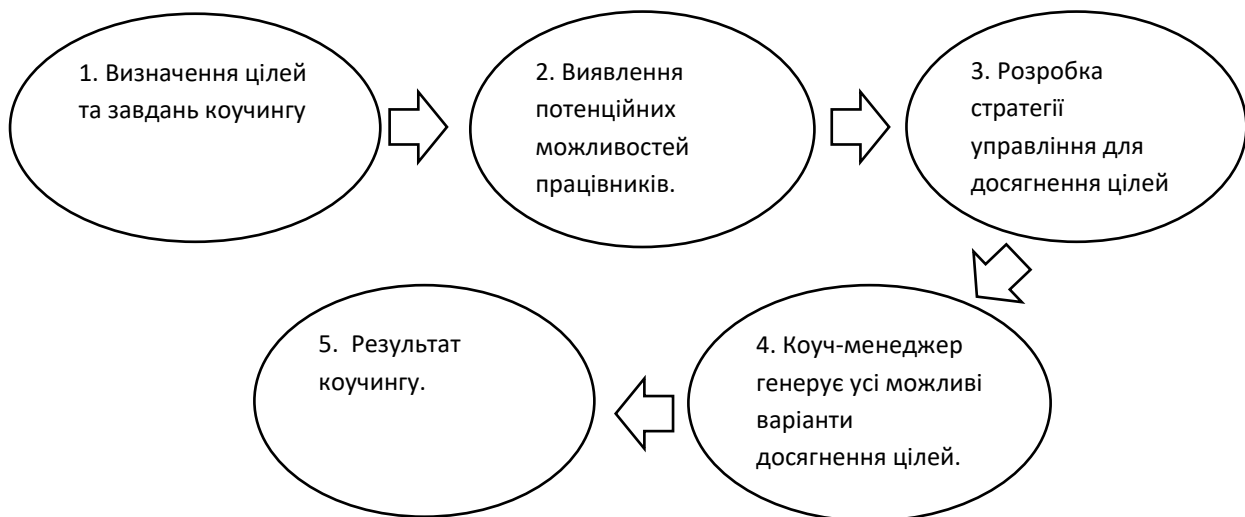 1. Визначення цілей
та завдань коучингу
2. Виявлення
потенційних
можливостей
працівників.
3. Розробка
стратегії
управління для
досягнення цілей
4. Коуч-менеджер
генерує усі можливі
варіанти
досягнення цілей.
5. Результат
коучингу.